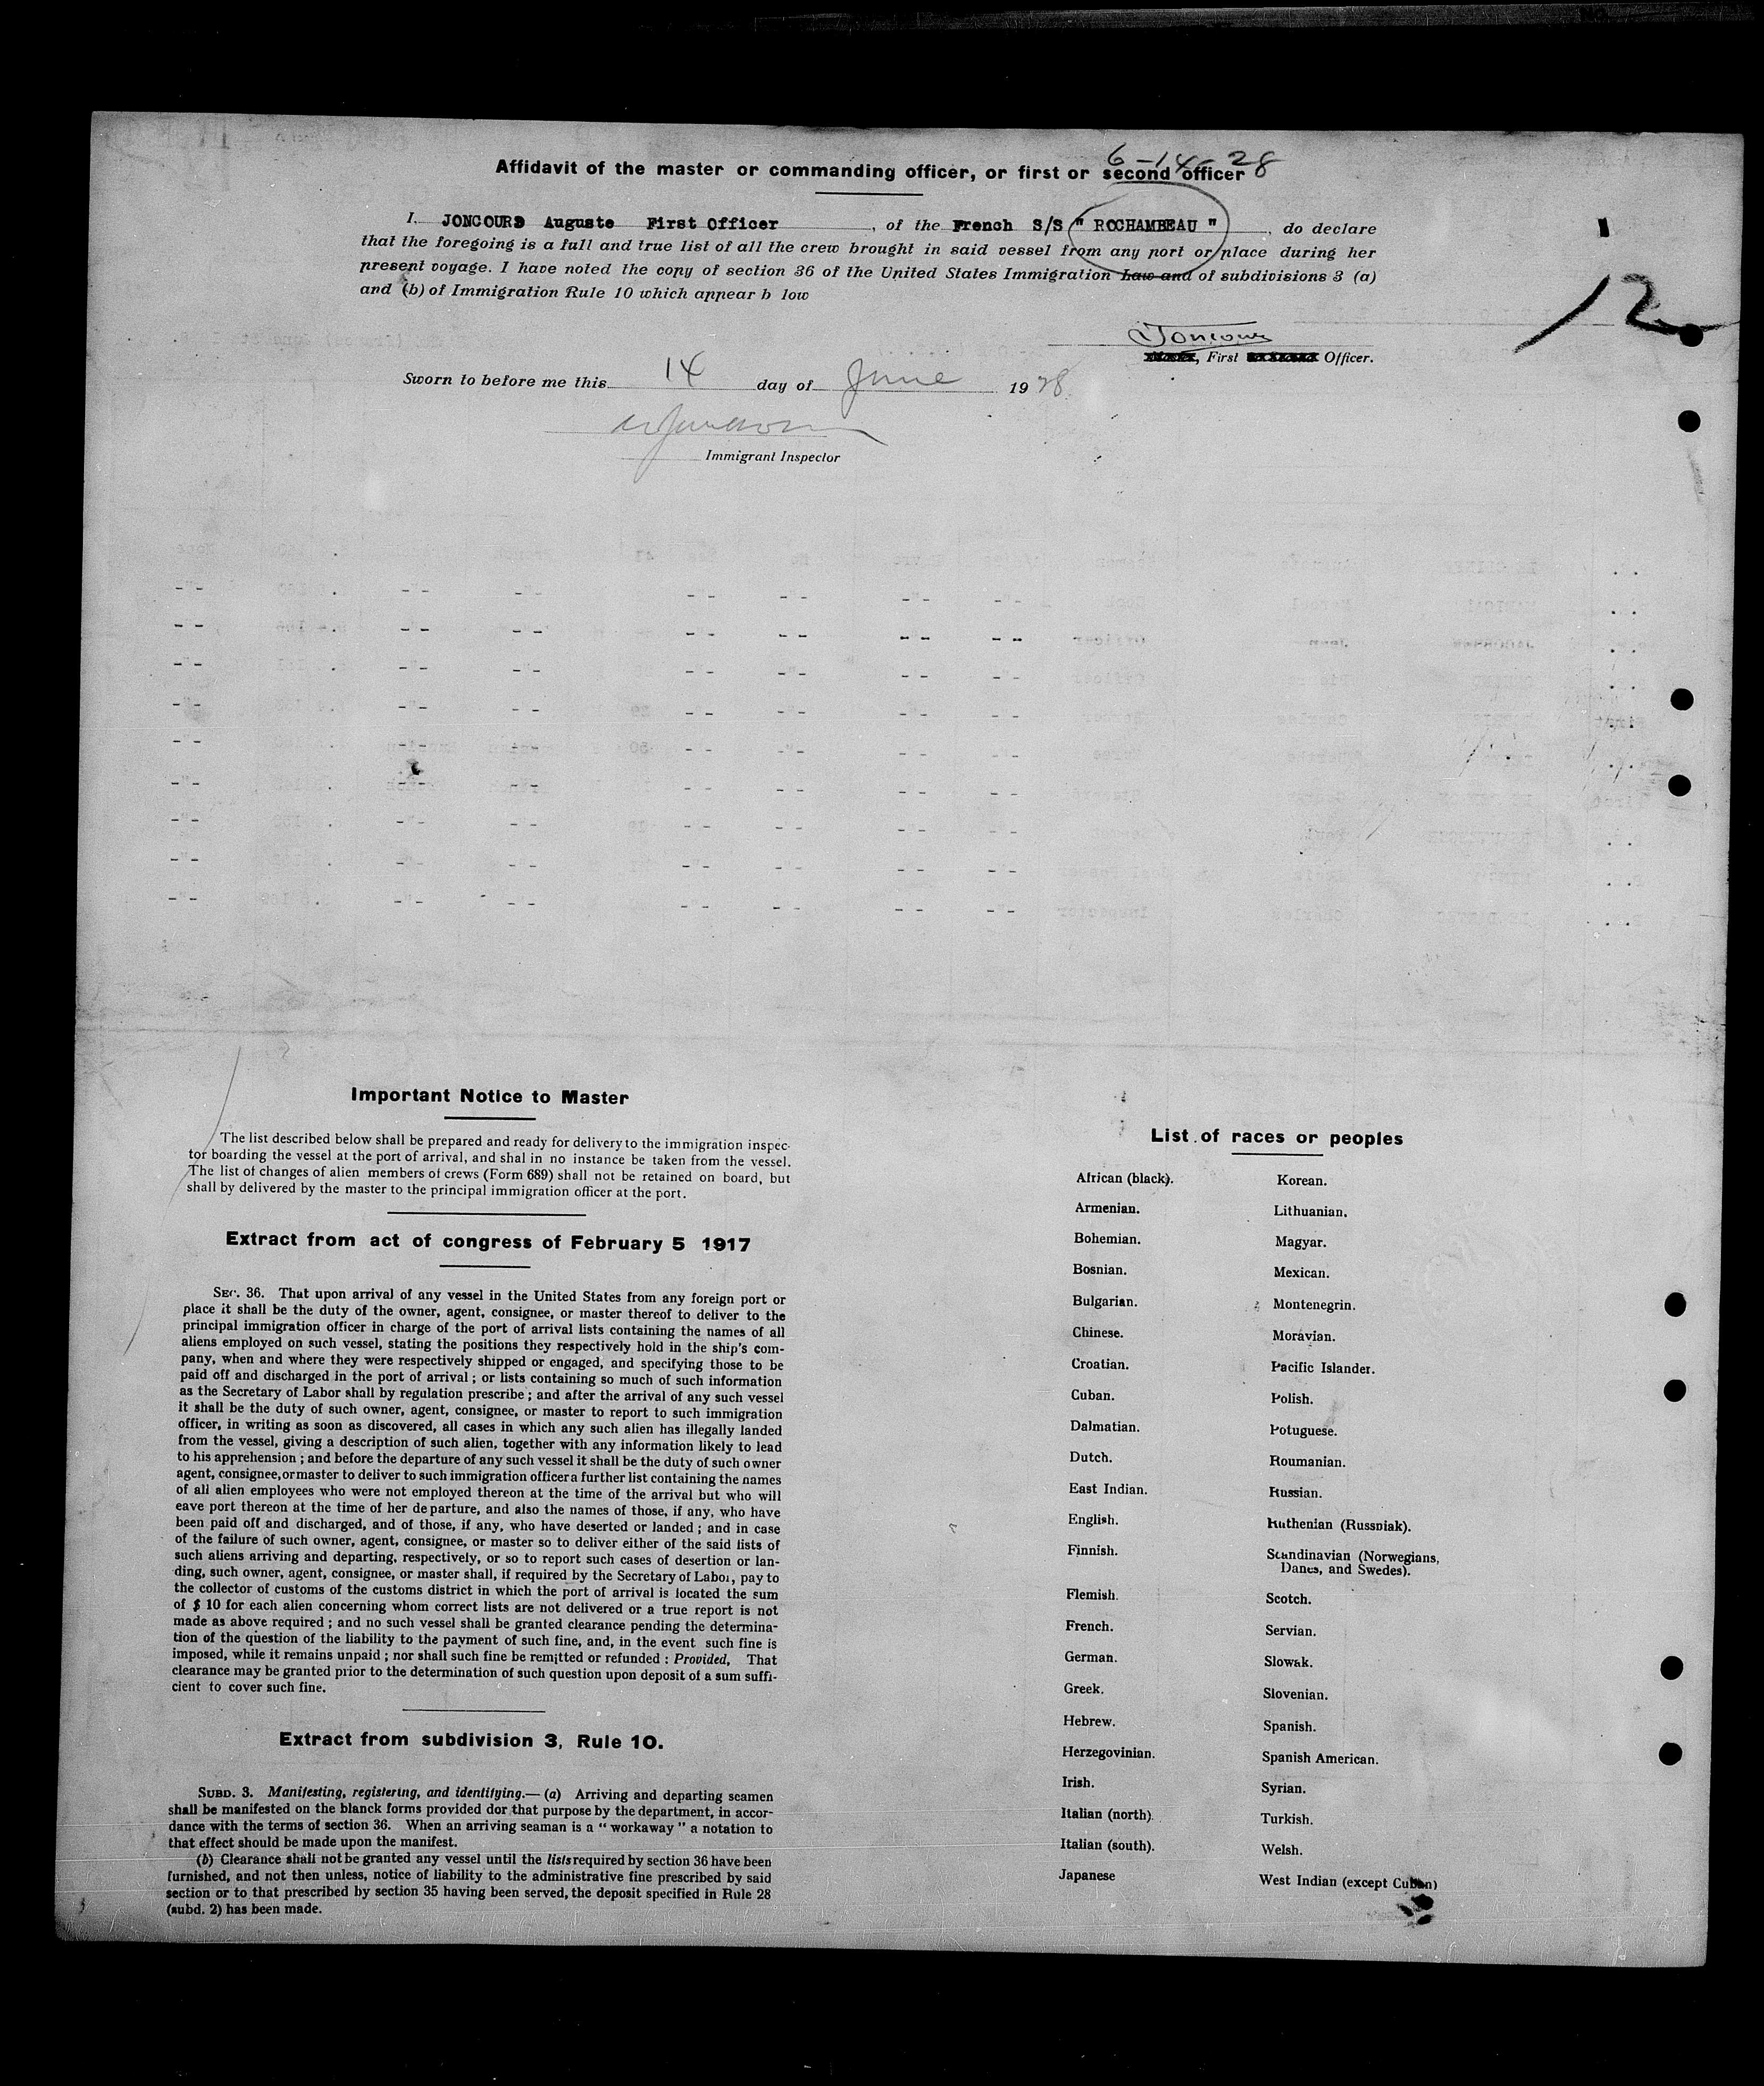 6-14-28
Affidavit of the master or commanding officer, or first or second officer
I. JONCOURS Auguste First Officer , of the French S/S " ROCHAMBEAU " , do declare
that the foregoing is a full and true list of all the crew brought in said vessel from any port or place during her
present voyage. I have noted the copy of section 36 of the United States Immigration Law and of subdivisions 3 (a)
and (b) of Immigration Rule 10 which appear b low
12
Joncour
Master, First or Second Officer.
Sworn to before me this 14 day of June 1928
Immigrant Inspector
Important Notice to Master
The list described below shall be prepared and ready for delivery to the immigration inspec-
tor boarding the vessel at the port of arrival, and shal in no instance be taken from the vessel.
The list of changes of alien members of crews (Form 689) shall not be retained on board, but
shall by delivered by the master to the principal immigration officer at the port.
Extract from act of congress of February 5 1917
SEC. 36. That upon arrival of any vessel in the United States from any foreign port or
place it shall be the duty of the owner, agent, consignee, or master thereof to deliver to the
principal immigration officer in charge of the port of arrival lists containing the names of all
aliens employed on such vessel, stating the positions they respectively hold in the ship's com-
pany, when and where they were respectively shipped or engaged, and specifying those to be
paid off and discharged in the port of arrival ; or lists containing so much of such information
as the Secretary of Labor shall by regulation prescribe ; and after the arrival of any such vessel
it shall be the duty of such owner, agent, consignee, or master to report to such immigration
officer, in writing as soon as discovered, all cases in which any such alien has illegally landed
from the vessel, giving a description of such alien, together with any information likely to lead
to his apprehension ; and before the departure of any such vessel it shall be the duty of such owner
agent, consignee, or master to deliver to such immigration officer a further list containing the names
of all alien employees who were not employed thereon at the time of the arrival but who will
eave port thereon at the time of her departure, and also the names of those, if any, who have
been paid off and discharged, and of those, if any, who have deserted or landed ; and in case
of the failure of such owner, agent, consignee, or master so to deliver either of the said lists of
such aliens arriving and departing, respectively, or so to report such cases of desertion or lan-
ding, such owner, agent, consignee, or master shall, if required by the Secretary of Labor, pay to
the collector of customs of the customs district in which the port of arrival is located the sum
of $ 10 for each alien concerning whom correct lists are not delivered or a true report is not
made as above required ; and no such vessel shall be granted clearance pending the determina-
tion of the question of the liability to the payment of such fine, and, in the event such fine is
imposed, while it remains unpaid ; nor shall such fine be remitted or refunded : Provided, That
clearance may be granted prior to the determination of such question upon deposit of a sum suffi-
cient to cover such fine.
Extract from subdivision 3, Rule 10.
SUBD. 3. Manifesting, registering, and identifying.— (a) Arriving and departing seamen
shall be manifested on the blanck forms provided dor that purpose by the department, in accor-
dance with the terms of section 36. When an arriving seaman is a " workaway " a notation to
that effect should be made upon the manifest.
(b) Clearance shall not be granted any vessel until the lists required by section 36 have been
furnished, and not then unless, notice of liability to the administrative fine prescribed by said
section or to that prescribed by section 35 having been served, the deposit specified in Rule 28
(subd. 2) has been made.
List of races or peoples
African (black).
Armenian.
Bohemian.
Bosnian.
Bulgarian.
Chinese.
Croatian.
Cuban.
Dalmatian.
Dutch.
East Indian.
English.
Finnish.
Flemish.
French.
German.
Greek.
Hebrew.
Herzegovinian.
Irish.
Italian (north).
Italian (south).
Japanese
Korean.
Lithuanian.
Magyar.
Mexican.
Montenegrin.
Moravian.
Pacific Islander.
Polish.
Potuguese.
Roumanian.
Russian.
Ruthenian (Russniak).
Scandinavian (Norwegians,
Danes, and Swedes).
Scotch.
Servian.
Slowak.
Slovenian.
Spanish.
Spanish American.
Syrian.
Turkish.
Welsh.
West Indian (except Cuban)